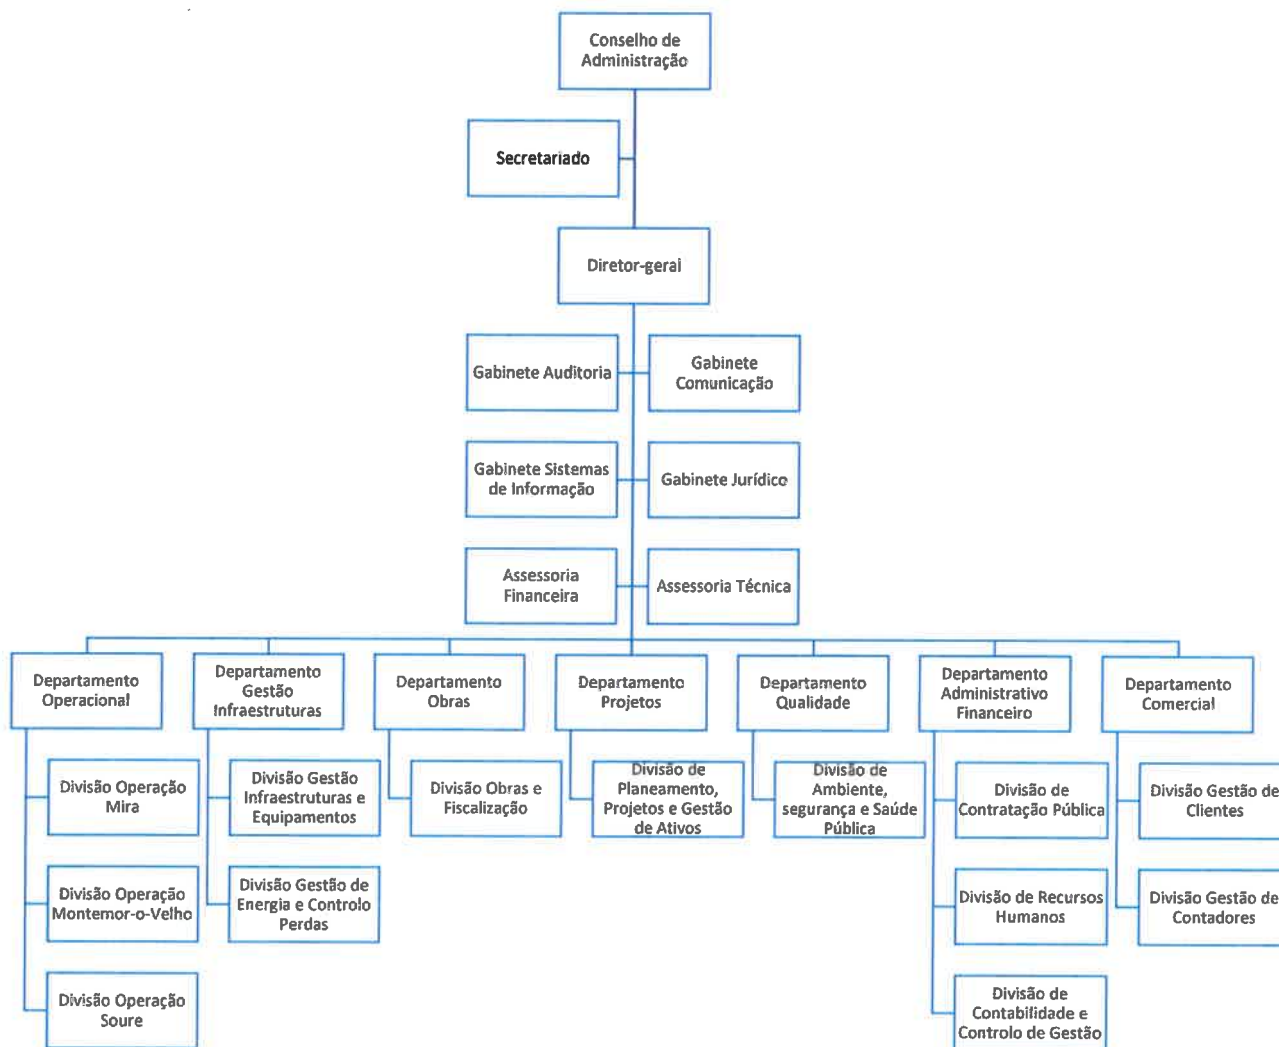 Conselho de
Administração
Secretariado
Diretor-geral
Gabinete Auditoria
Gabinete
Comunicação
Gabinete Sistemas
de Informação
Gabinete Jurídico
Assessoria
Financeira
Assessoria Técnica
Departamento
Operacional
Departamento
Gestão
Infraestruturas
Departamento
Obras
Departamento
Projetos
Departamento
Qualidade
Departamento
Administrativo
Financeiro
Departamento
Comercial
Divisão Operação
Mira
Divisão Gestão
Infraestruturas e
Equipamentos
Divisão Obras e
Fiscalização
Divisão de
Planeamento,
Projetos e Gestão
de Ativos
Divisão de
Ambiente,
segurança e Saúde
Pública
Divisão de
Contratação Pública
Divisão Gestão de
Clientes
Divisão Operação
Montemor-o-Velho
Divisão Gestão de
Energia e Controlo
Perdas
Divisão de Recursos
Humanos
Divisão Gestão de
Contadores
Divisão Operação
Soure
Divisão de
Contabilidade e
Controlo de Gestão